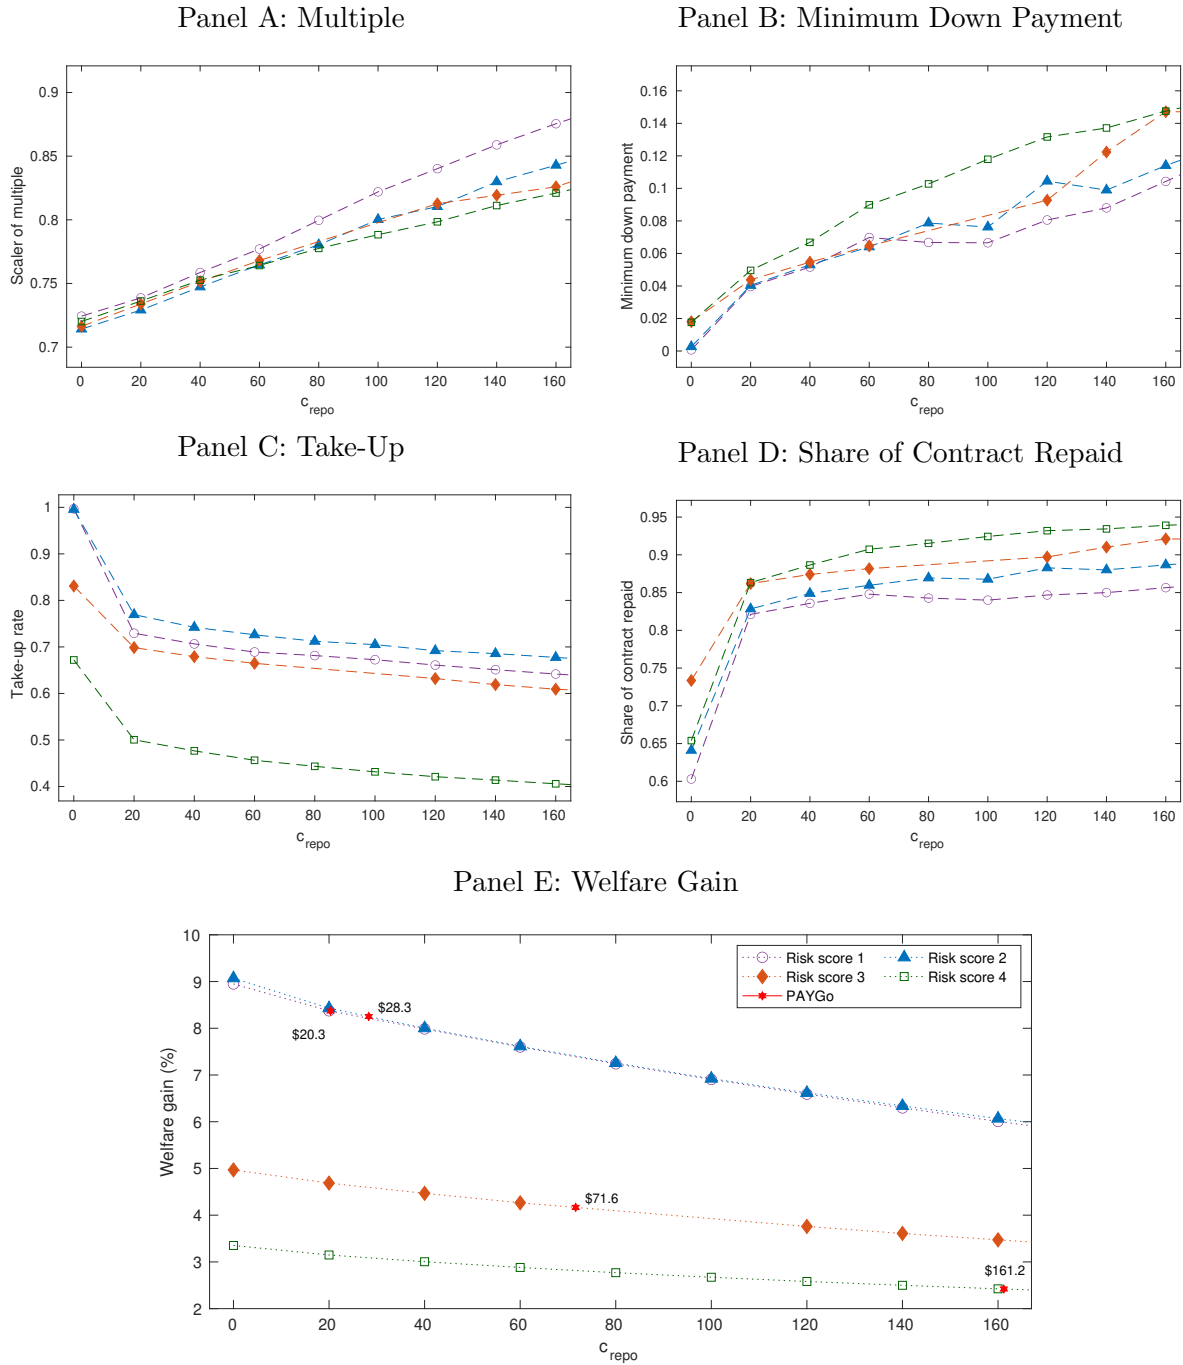 Panel A: Multiple
0.9
0.85
0.8
0.75
0.7
Scaler of multiple
0 20 40 60 80 100 120 140 160
c_repo
Panel B: Minimum Down Payment
0.16
0.14
0.12
0.1
0.08
0.06
0.04
0.02
0
Minimum down payment
0 20 40 60 80 100 120 140 160
c_repo
Panel C: Take-Up
1
0.9
0.8
0.7
0.6
0.5
0.4
Take-up rate
0 20 40 60 80 100 120 140 160
c_repo
Panel D: Share of Contract Repaid
0.95
0.9
0.85
0.8
0.75
0.7
0.65
0.6
Share of contract repaid
0 20 40 60 80 100 120 140 160
c_repo
Panel E: Welfare Gain
10
9
8
7
6
5
4
3
2
Welfare gain (%)
Risk score 1 Risk score 2
Risk score 3 Risk score 4
PAYGo
$28.3
$20.3
$71.6
$161.2
0 20 40 60 80 100 120 140 160
c_repo